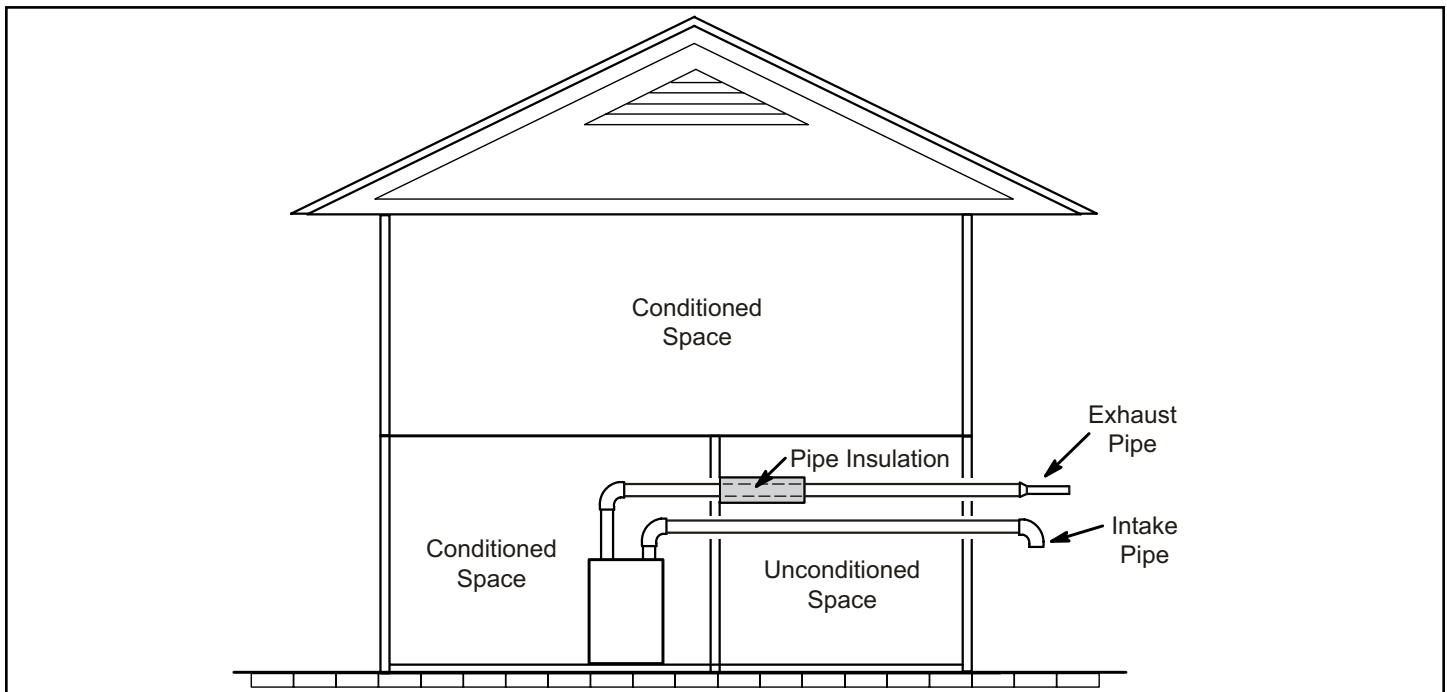 Conditioned
Space
Exhaust
Pipe
Pipe Insulation
Intake
Pipe
Conditioned
Space
Unconditioned
Space